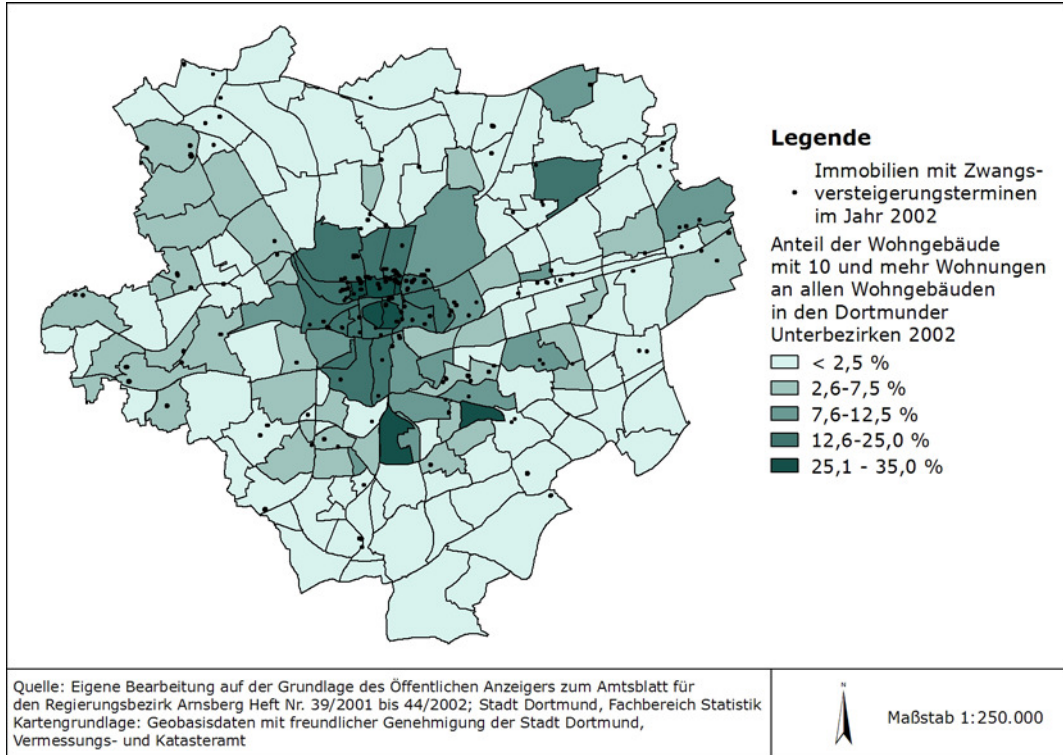 Legende
Immobilien mit Zwangs-
versteigerungsterminen
im Jahr 2002
Anteil der Wohngebäude
mit 10 und mehr Wohnungen
an allen Wohngebäuden
in den Dortmunder
Unterbezirken 2002
< 2,5 %
2,6-7,5 %
7,6-12,5 %
12,6-25,0 %
25,1 - 35,0 %
Quelle: Eigene Bearbeitung auf der Grundlage des Öffentlichen Anzeigers zum Amtsblatt für
den Regierungsbezirk Arnsberg Heft Nr. 39/2001 bis 44/2002; Stadt Dortmund, Fachbereich Statistik
Kartengrundlage: Geobasisdaten mit freundlicher Genehmigung der Stadt Dortmund,
Vermessungs- und Katasteramt
N
Maßstab 1:250.000